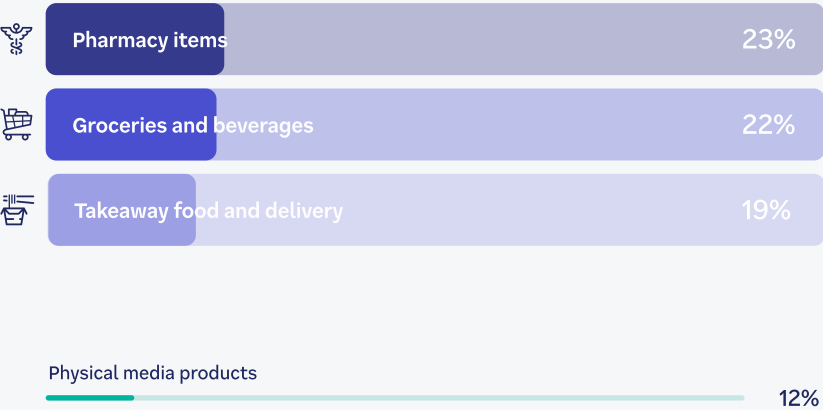 Pharmacy items 23%
Groceries and beverages 22%
Takeaway food and delivery 19%
Physical media products
12%